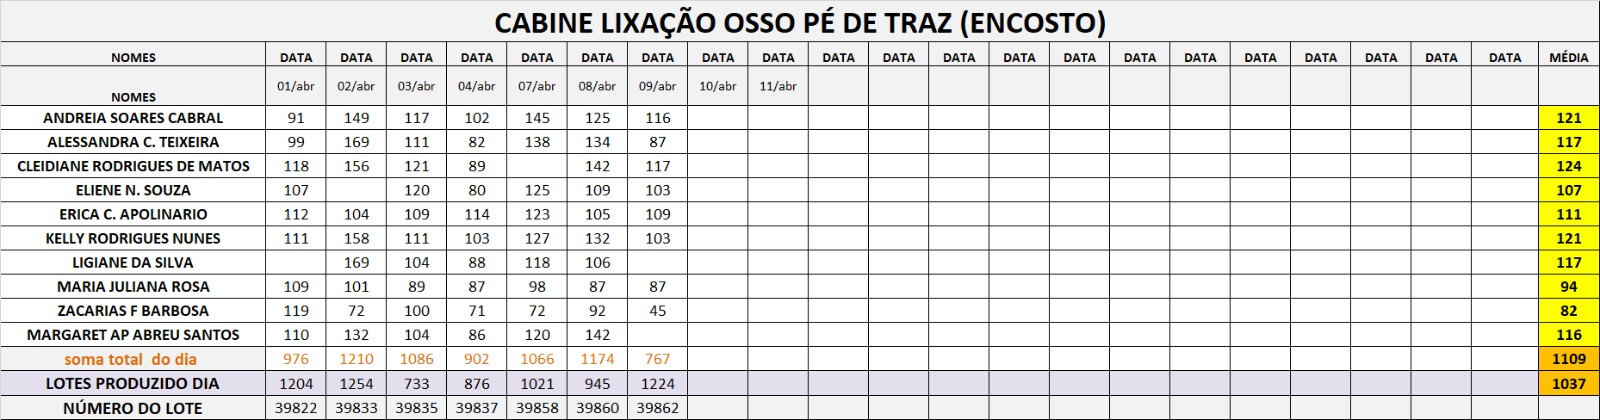 CABINE LIXAÇÃO OSSO PÉ DE TRAZ (ENCOSTO)
NOMES DATA DATA DATA DATA DATA DATA DATA DATA DATA DATA DATA DATA DATA DATA DATA DATA DATA DATA DATA DATA DATA MÉDIA
NOMES 01/abr 02/abr 03/abr 04/abr 07/abr 08/abr 09/abr 10/abr 11/abr
ANDREIA SOARES CABRAL 91 149 117 102 145 125 116 121
ALESSANDRA C. TEIXEIRA 99 169 111 82 138 134 87 117
CLEIDIANE RODRIGUES DE MATOS 118 156 121 89 142 117 124
ELIENE N. SOUZA 107 120 80 125 109 103 107
ERICA C. APOLINARIO 112 104 109 114 123 105 109 111
KELLY RODRIGUES NUNES 111 158 111 103 127 132 103 121
LIGIANE DA SILVA 169 104 88 118 106 117
MARIA JULIANA ROSA 109 101 89 87 98 87 87 94
ZACARIAS F BARBOSA 119 72 100 71 72 92 45 82
MARGARET AP ABREU SANTOS 110 132 104 86 120 142 116
soma total do dia 976 1210 1086 902 1066 1174 767 1109
LOTES PRODUZIDO DIA 1204 1254 733 876 1021 945 1224 1037
NÚMERO DO LOTE 39822 39833 39835 39837 39858 39860 39862